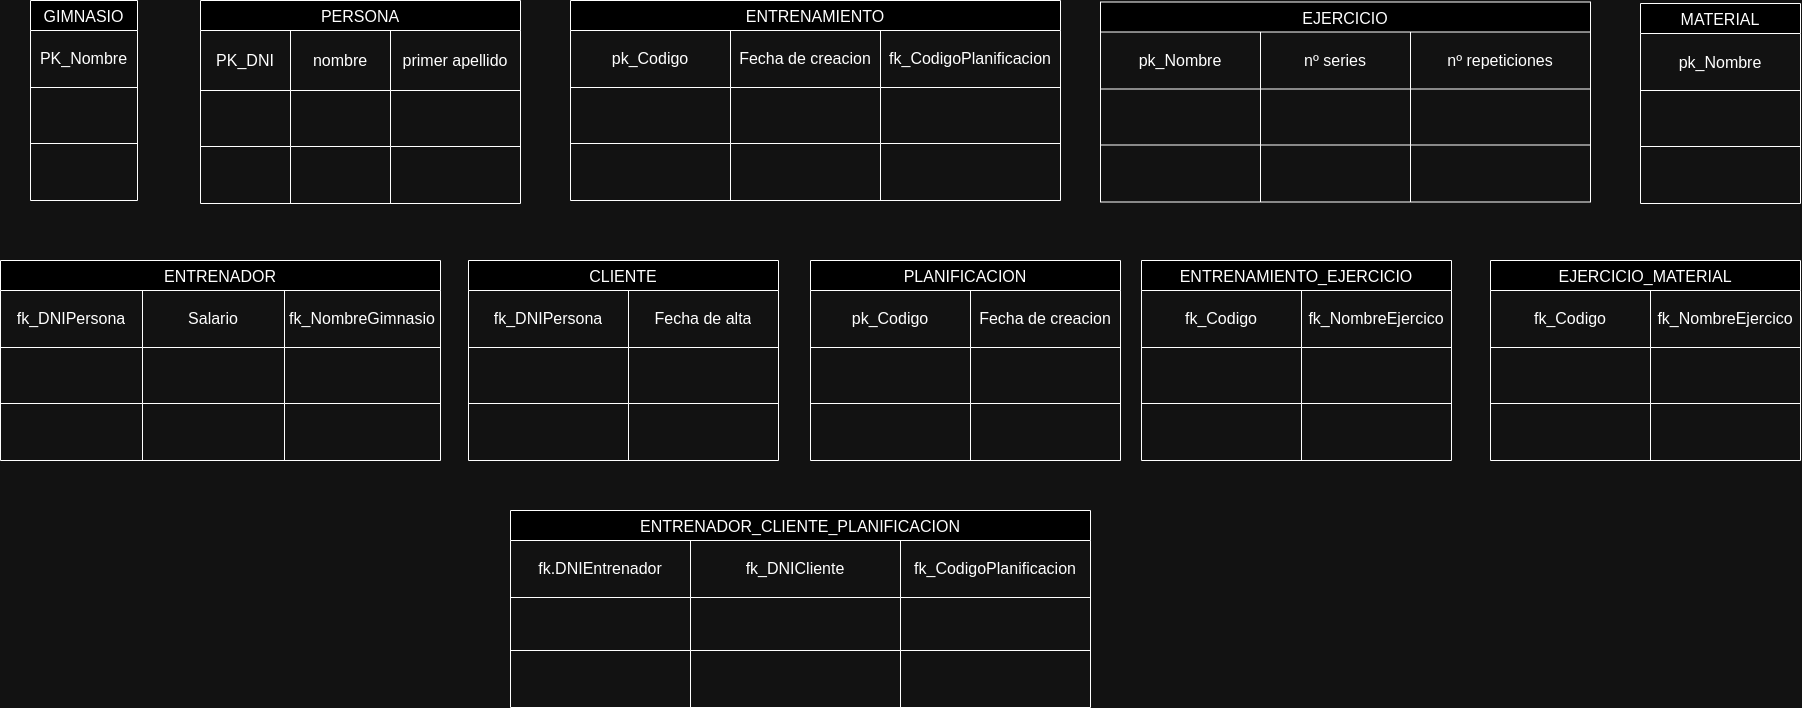 GIMNASIO
PK_Nombre
PERSONA
PK_DNI nombre primer apellido
ENTRENAMIENTO
pk_Codigo Fecha de creacion fk_CodigoPlanificacion
EJERCICIO
pk_Nombre nº series nº repeticiones
MATERIAL
pk_Nombre
ENTRENADOR
fk_DNIPersona Salario fk_NombreGimnasio
CLIENTE
fk_DNIPersona Fecha de alta
PLANIFICACION
pk_Codigo Fecha de creacion
ENTRENAMIENTO_EJERCICIO
fk_Codigo fk_NombreEjercico
EJERCICIO_MATERIAL
fk_Codigo fk_NombreEjercico
ENTRENADOR_CLIENTE_PLANIFICACION
fk.DNIEntrenador fk_DNICliente fk_CodigoPlanificacion